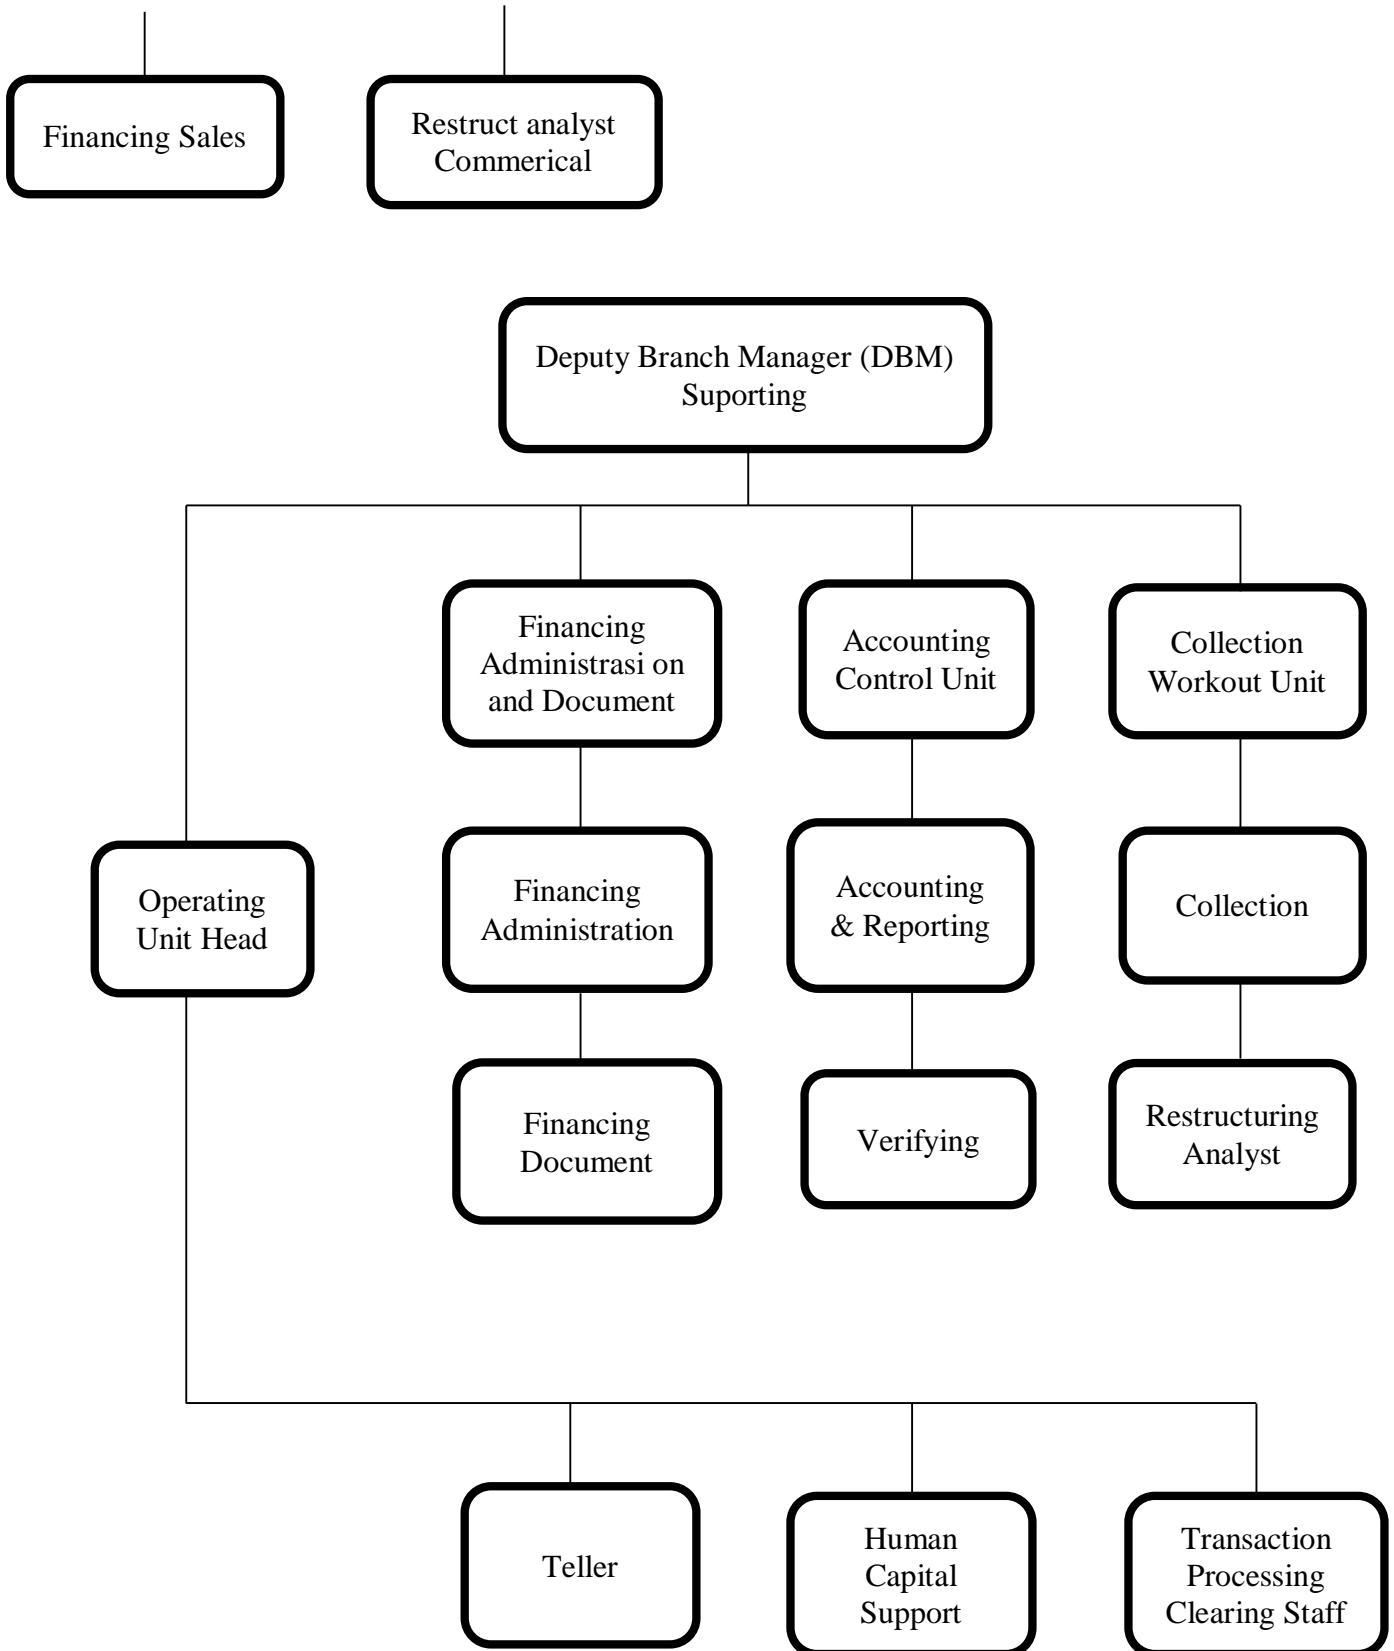 Financing Sales
Restruct analyst
Commerical
Deputy Branch Manager (DBM)
Suporting
Financing
Administrasi on
and Document
Accounting
Control Unit
Collection
Workout Unit
Operating
Unit Head
Financing
Administration
Accounting
& Reporting
Collection
Financing
Document
Verifying
Restructuring
Analyst
Teller
Human
Capital
Support
Transaction
Processing
Clearing Staff